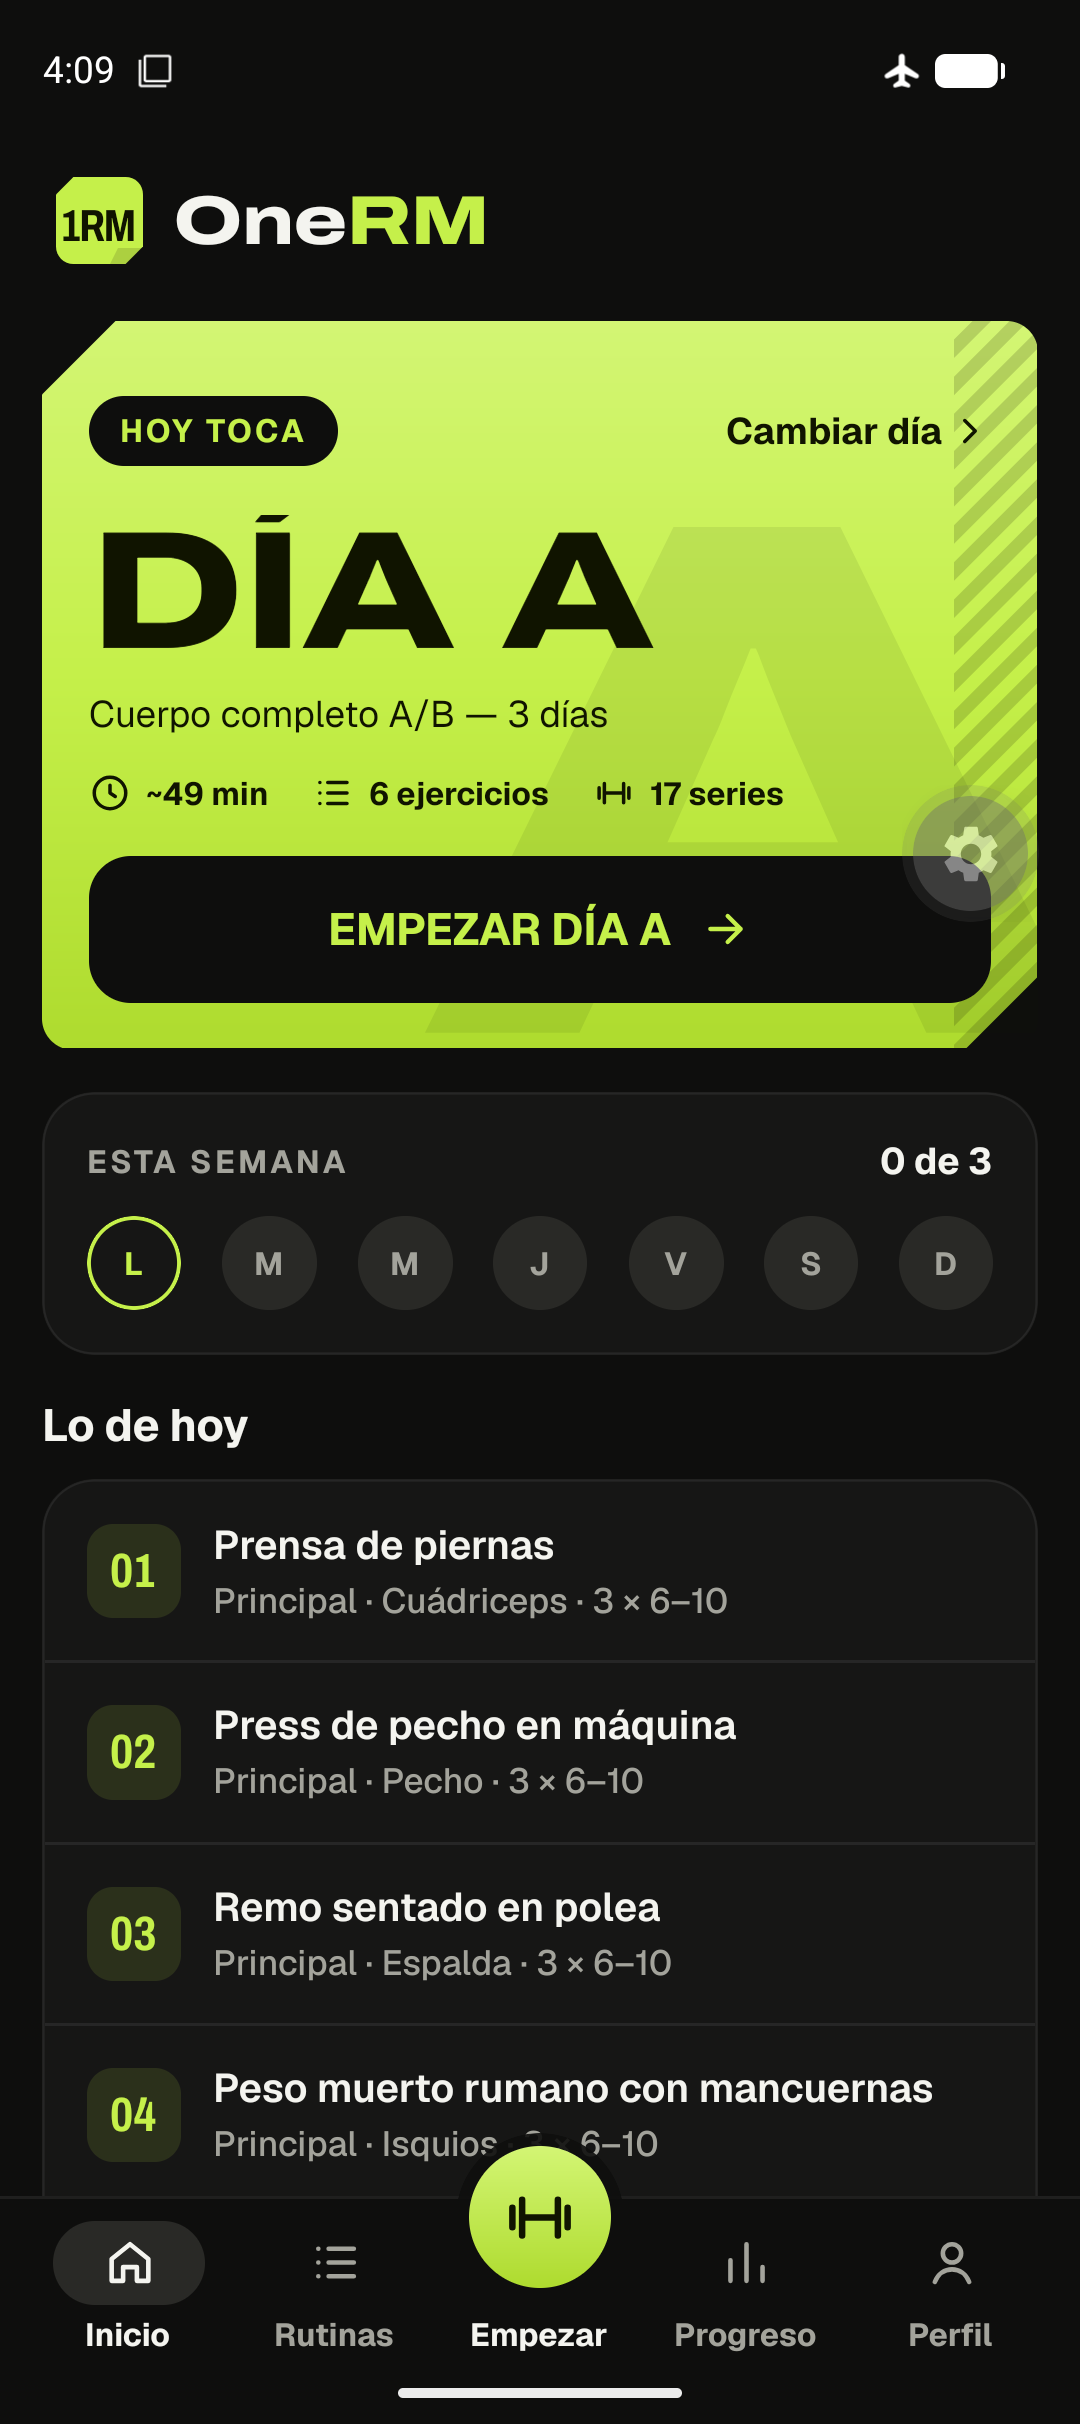 4:09
1RM OneRM
HOY TOCA
Cambiar día
DÍA A
Cuerpo completo A/B — 3 días
~49 min 6 ejercicios 17 series
EMPEZAR DÍA A
ESTA SEMANA 0 de 3
L M M J V S D
Lo de hoy
01 Prensa de piernas
Principal · Cuádriceps · 3 × 6–10
02 Press de pecho en máquina
Principal · Pecho · 3 × 6–10
03 Remo sentado en polea
Principal · Espalda · 3 × 6–10
04 Peso muerto rumano con mancuernas
Principal · Isquios · 6–10
Inicio Rutinas Empezar Progreso Perfil